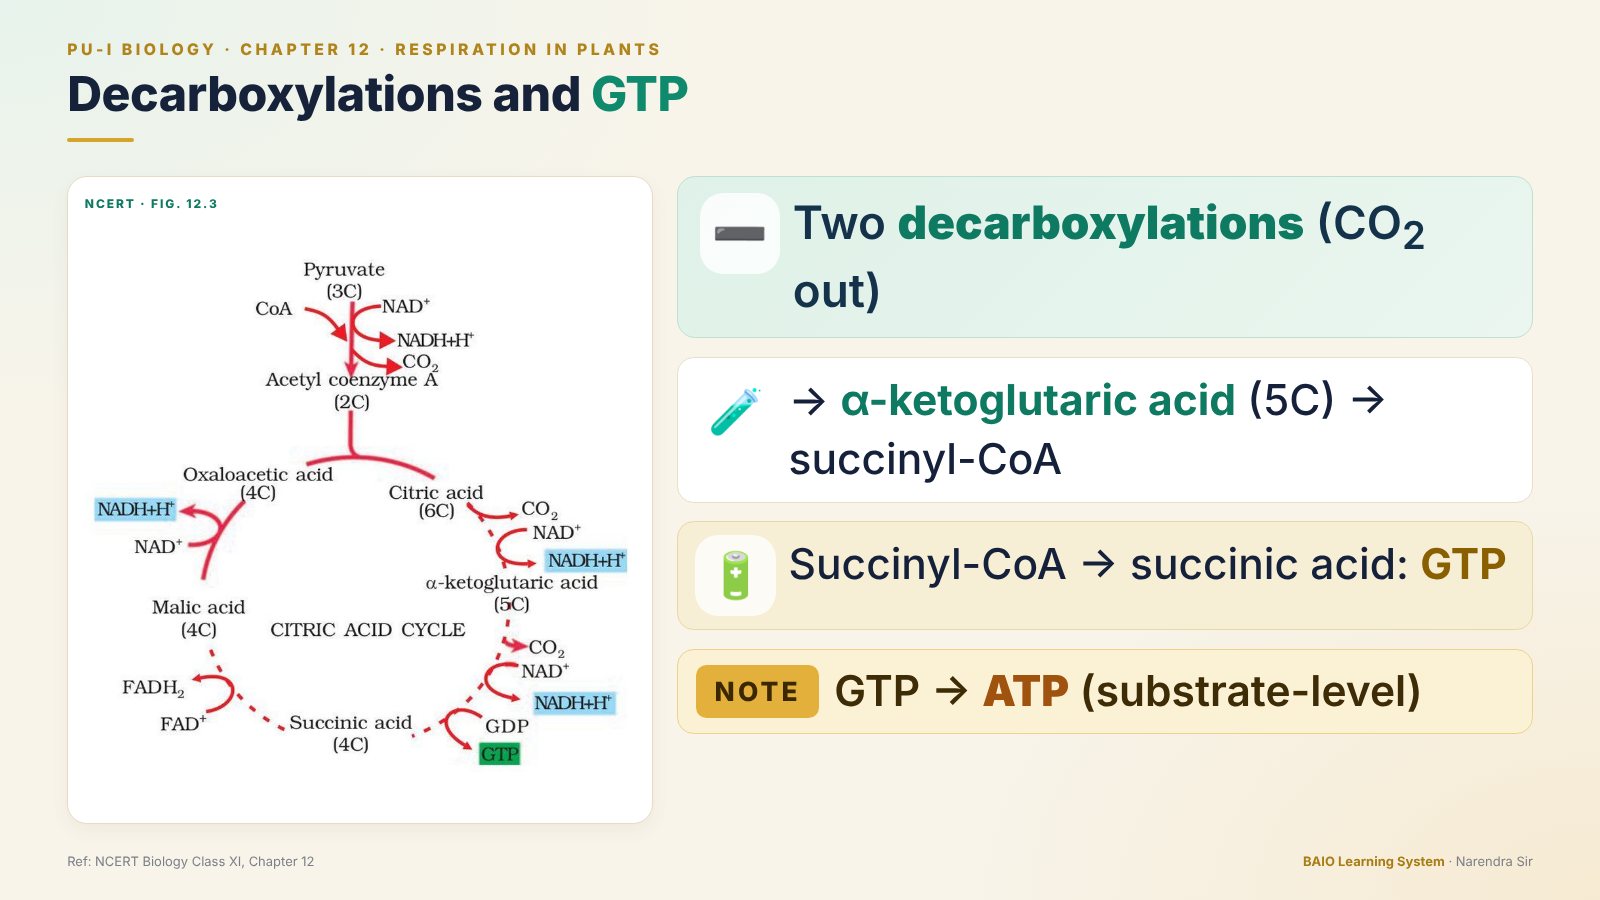 PU-I BIOLOGY · CHAPTER 12 · RESPIRATION IN PLANTS
Decarboxylations and GTP
NCERT · FIG. 12.3
Pyruvate
(3C)
CoA
NAD⁺
NADH+H⁺
CO₂
Acetyl coenzyme A
(2C)
Oxaloacetic acid
(4C)
Citric acid
(6C)
NADH+H⁺
NAD⁺
CO₂
NAD⁺
NADH+H⁺
α-ketoglutaric acid
(5C)
Malic acid
(4C)
CITRIC ACID CYCLE
CO₂
NAD⁺
NADH+H⁺
FADH₂
FAD⁺
Succinic acid
(4C)
GDP
GTP
Two decarboxylations (CO₂
out)
→ α-ketoglutaric acid (5C) →
succinyl-CoA
Succinyl-CoA → succinic acid: GTP
NOTE GTP → ATP (substrate-level)
Ref: NCERT Biology Class XI, Chapter 12
BAIO Learning System · Narendra Sir